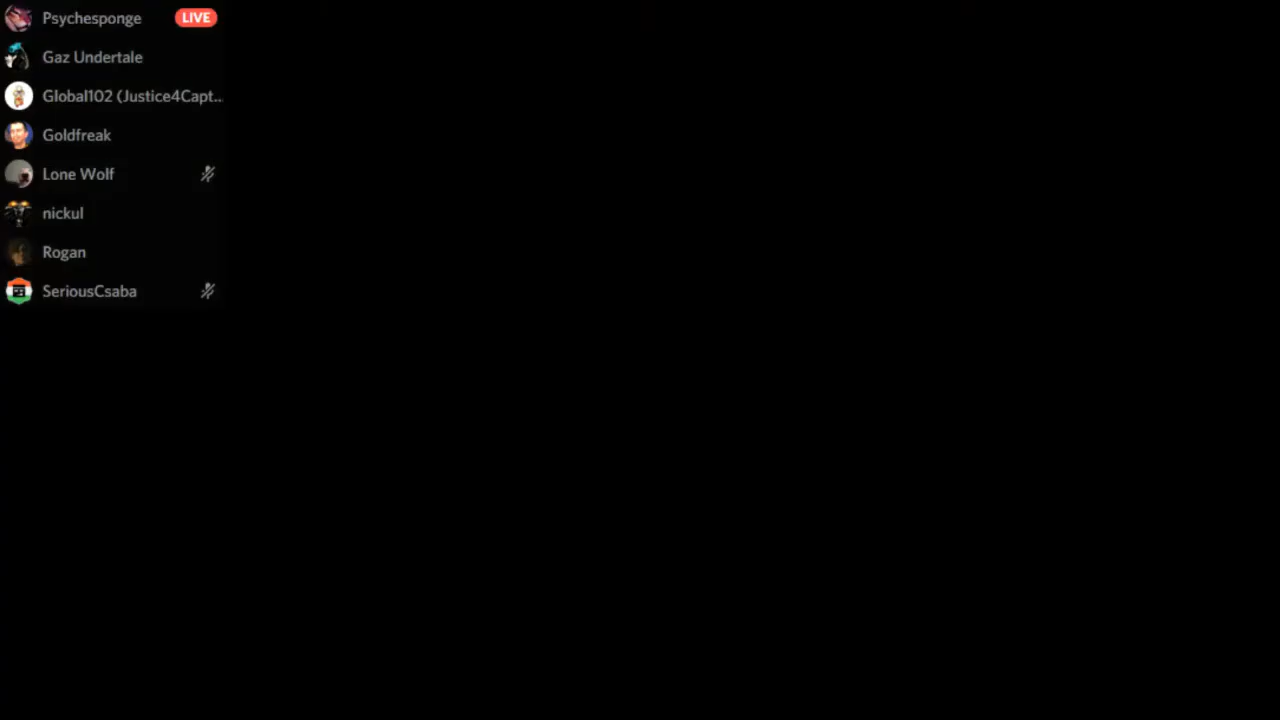 Psychesponge LIVE
Gaz Undertale
Global102 (Justice4Capt...
Goldfreak
Lone Wolf
nickul
Rogan
SeriousCsaba